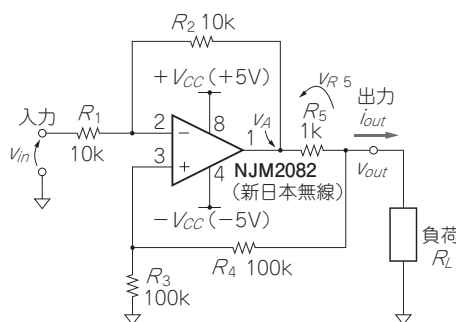 R2 10k
+VCC(+5V)
vR5
入力
出力
R1
vA
R5
iout
2
−
8
1
1k
vin
10k
3
+
4
NJM2082
vout
(新日本無線)
−VCC(−5V)
負荷
RL
R3
100k
R4 100k